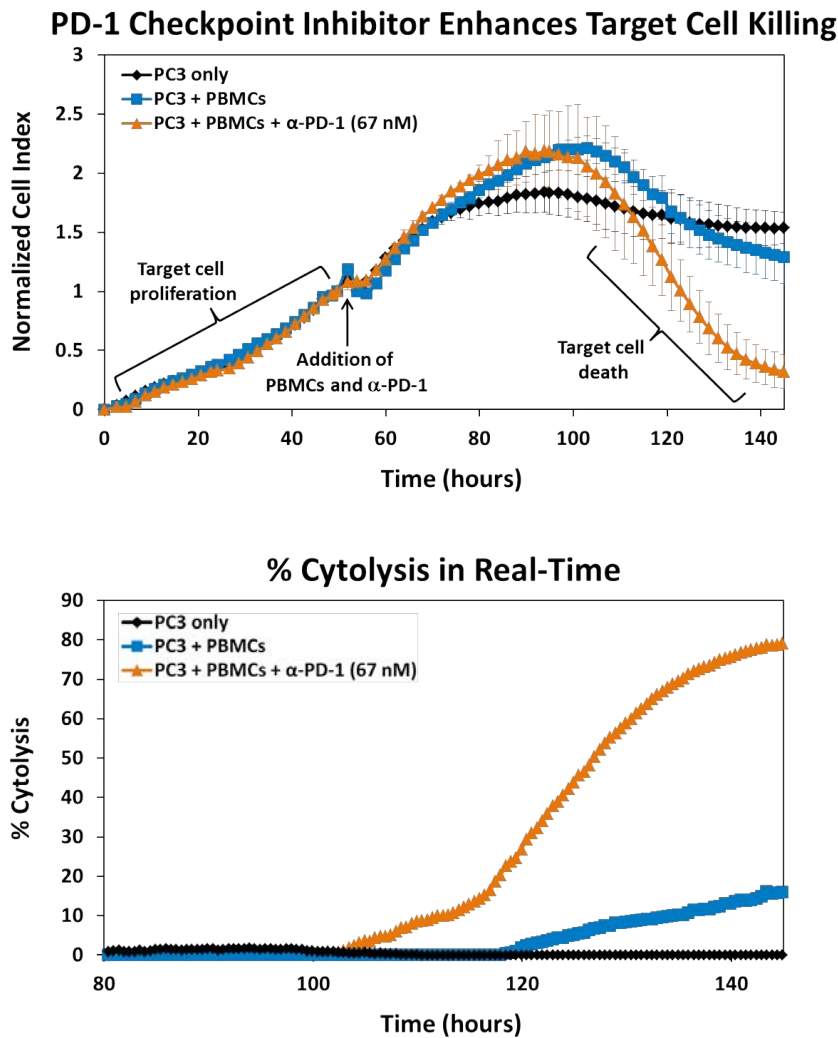 PD-1 Checkpoint Inhibitor Enhances Target Cell Killing
Normalized Cell Index
3
2.5
2
1.5
1
0.5
0
PC3 only
PC3 + PBMCs
PC3 + PBMCs + α-PD-1 (67 nM)
Target cell
proliferation
Addition of
PBMCs and α-PD-1
Target cell
death
0 20 40 60 80 100 120 140
Time (hours)
% Cytolysis in Real-Time
% Cytolysis
90
80
70
60
50
40
30
20
10
0
PC3 only
PC3 + PBMCs
PC3 + PBMCs + α-PD-1 (67 nM)
80 100 120 140
Time (hours)